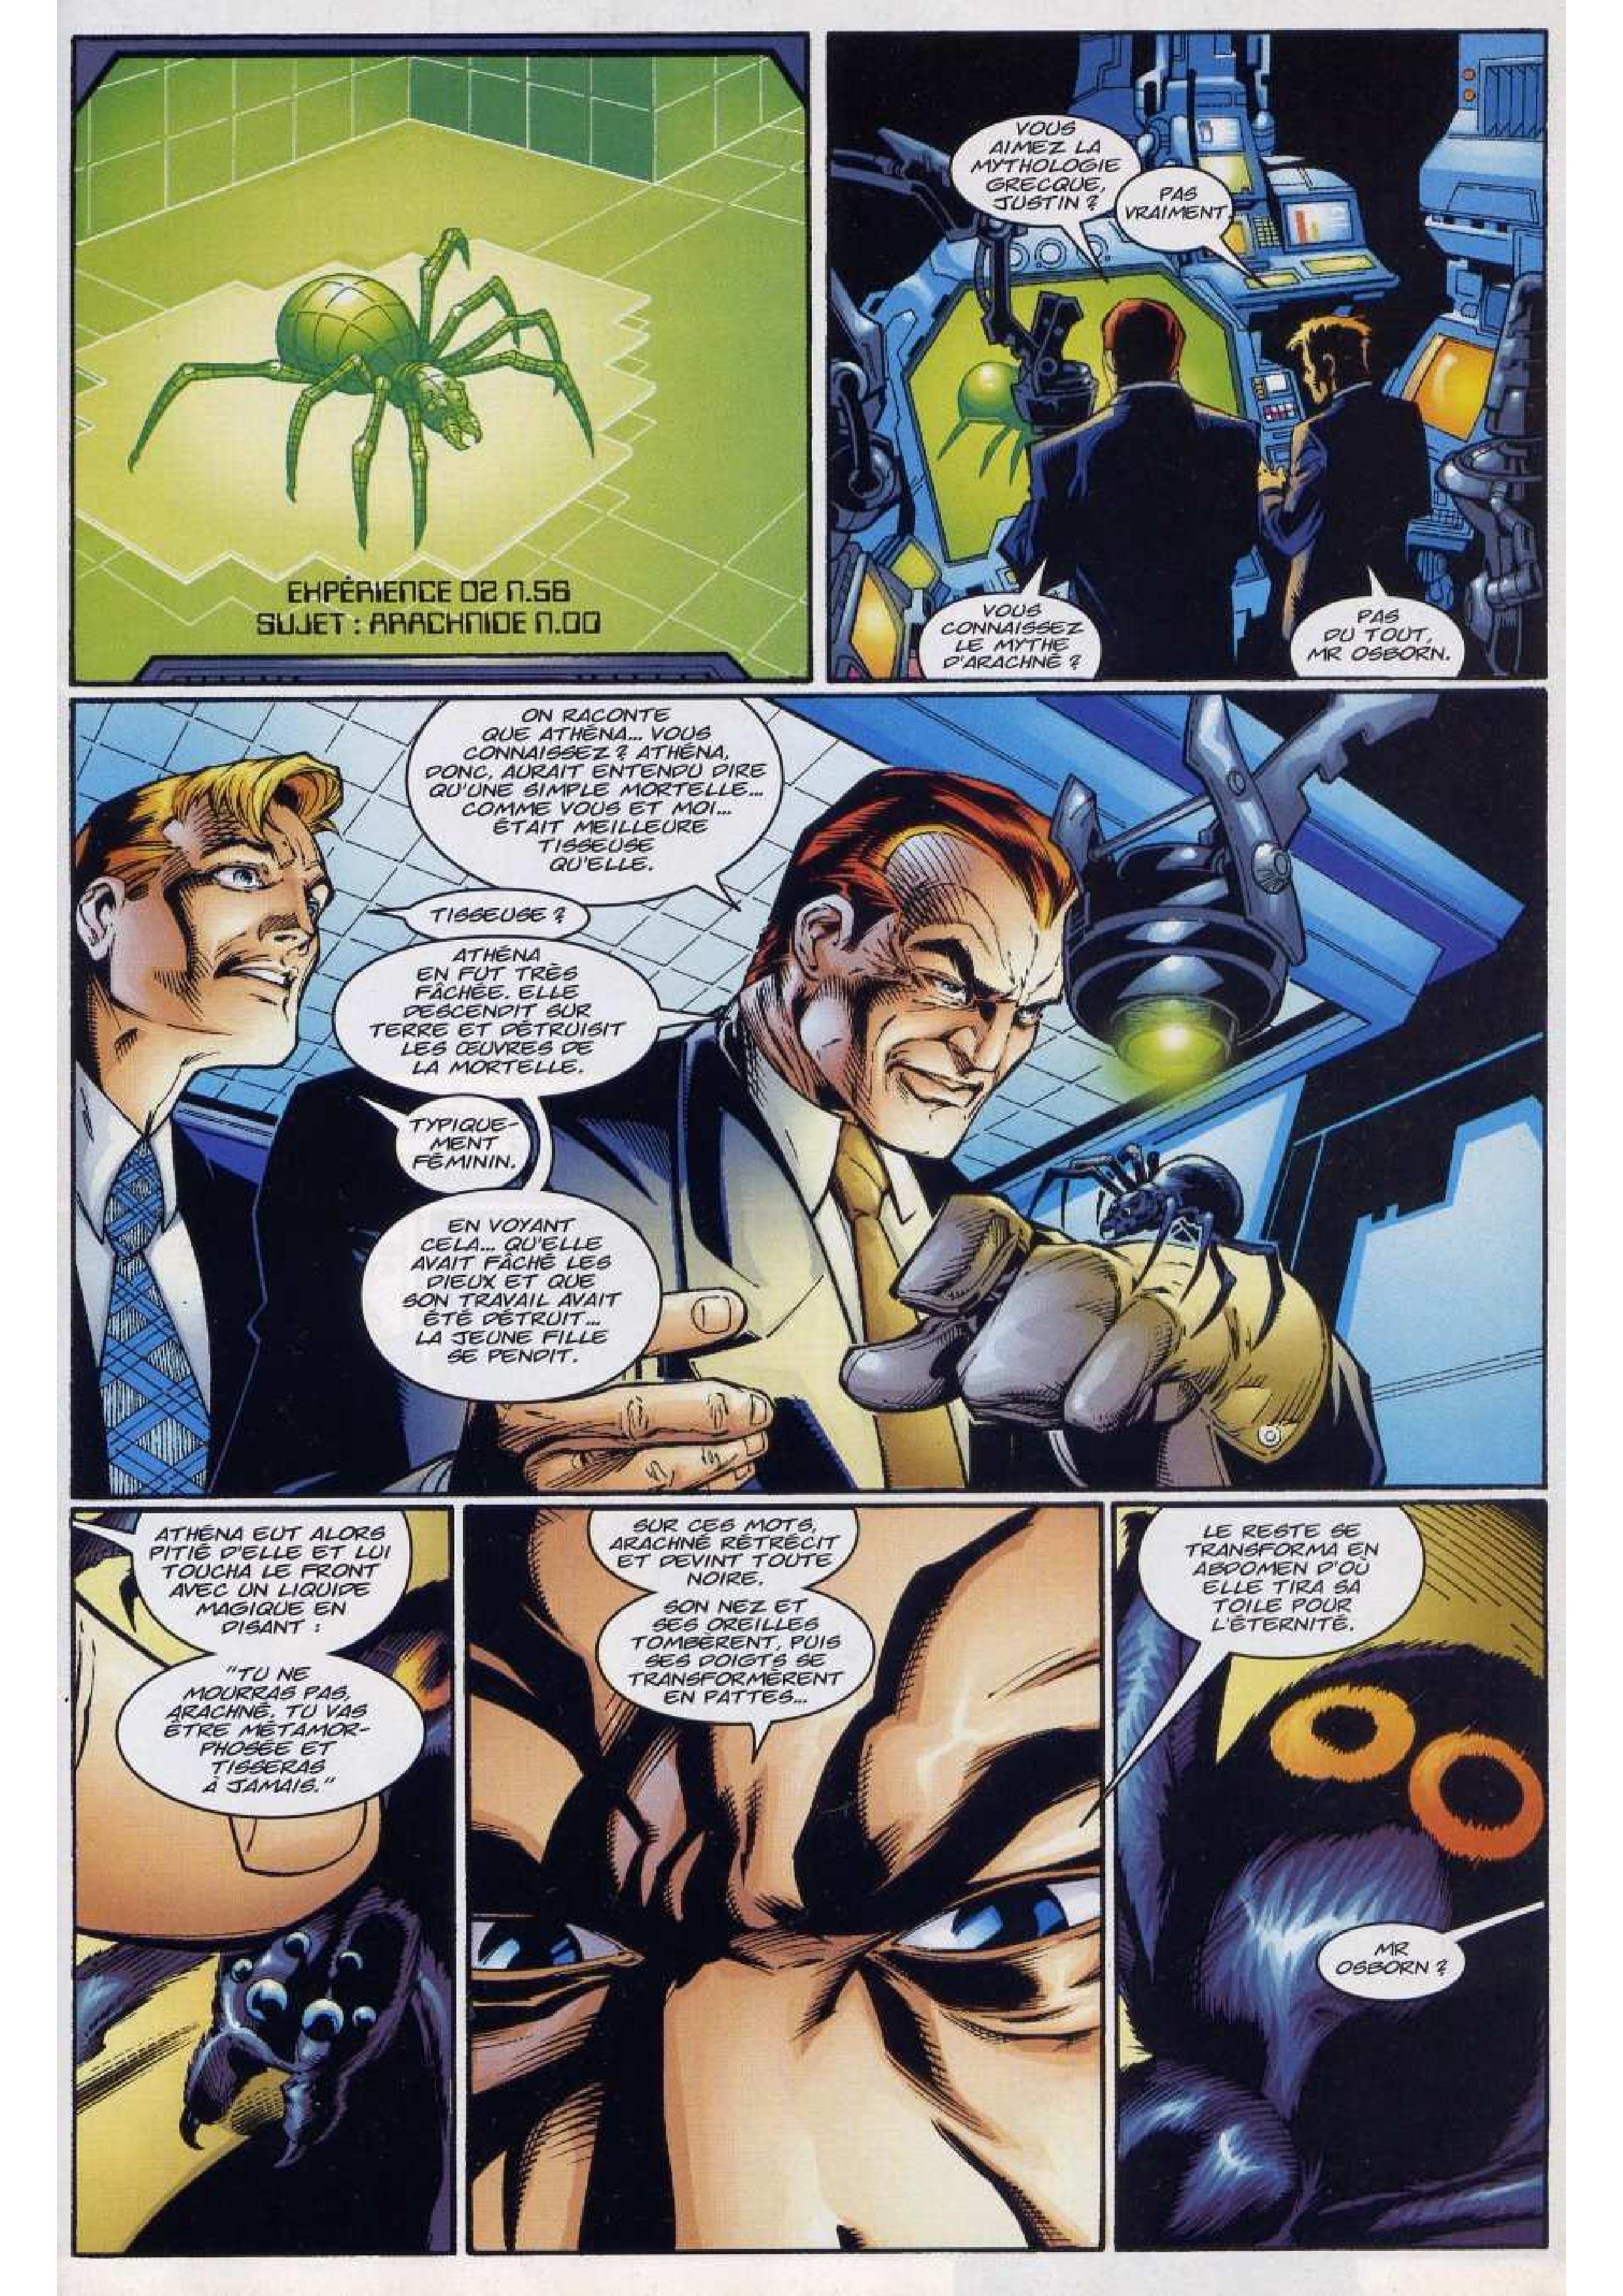 EXPÉRIENCE 02 N.56
SUJET : ARACHNIDE N.00
VOUS
AIMEZ LA
MYTHOLOGIE
GRECQUE,
JUSTIN ?
PAS
VRAIMENT.
VOUS
CONNAISSEZ
LE MYTHE
D'ARACHNÉ ?
PAS
DU TOUT,
MR OSBORN.
ON RACONTE
QUE ATHÉNA... VOUS
CONNAISSEZ ? ATHÉNA,
DONC, AURAIT ENTENDU DIRE
QU'UNE SIMPLE MORTELLE...
COMME VOUS ET MOI...
ÉTAIT MEILLEURE
TISSEUSE
QU'ELLE.
TISSEUSE ?
ATHÉNA
EN FUT TRÈS
FÂCHÉE. ELLE
DESCENDIT SUR
TERRE ET DÉTRUISIT
LES ŒUVRES DE
LA MORTELLE.
TYPIQUE-
MENT
FÉMININ.
EN VOYANT
CELA... QU'ELLE
AVAIT FÂCHÉ LES
DIEUX ET QUE
SON TRAVAIL AVAIT
ÉTÉ DÉTRUIT...
LA JEUNE FILLE
SE PENDIT.
ATHÉNA EUT ALORS
PITIÉ D'ELLE ET LUI
TOUCHA LE FRONT
AVEC UN LIQUIDE
MAGIQUE EN
DISANT :
"TU NE
MOURRAS PAS,
ARACHNÉ. TU VAS
ÊTRE MÉTAMOR-
PHOSÉE ET
TISSERAS
À JAMAIS."
SUR CES MOTS,
ARACHNÉ RÉTRÉCIT
ET DEVINT TOUTE
NOIRE.
SON NEZ ET
SES OREILLES
TOMBÈRENT, PUIS
SES DOIGTS SE
TRANSFORMÈRENT
EN PATTES...
LE RESTE SE
TRANSFORMA EN
ABDOMEN D'OÙ
ELLE TIRA SA
TOILE POUR
L'ÉTERNITÉ.
MR
OSBORN ?